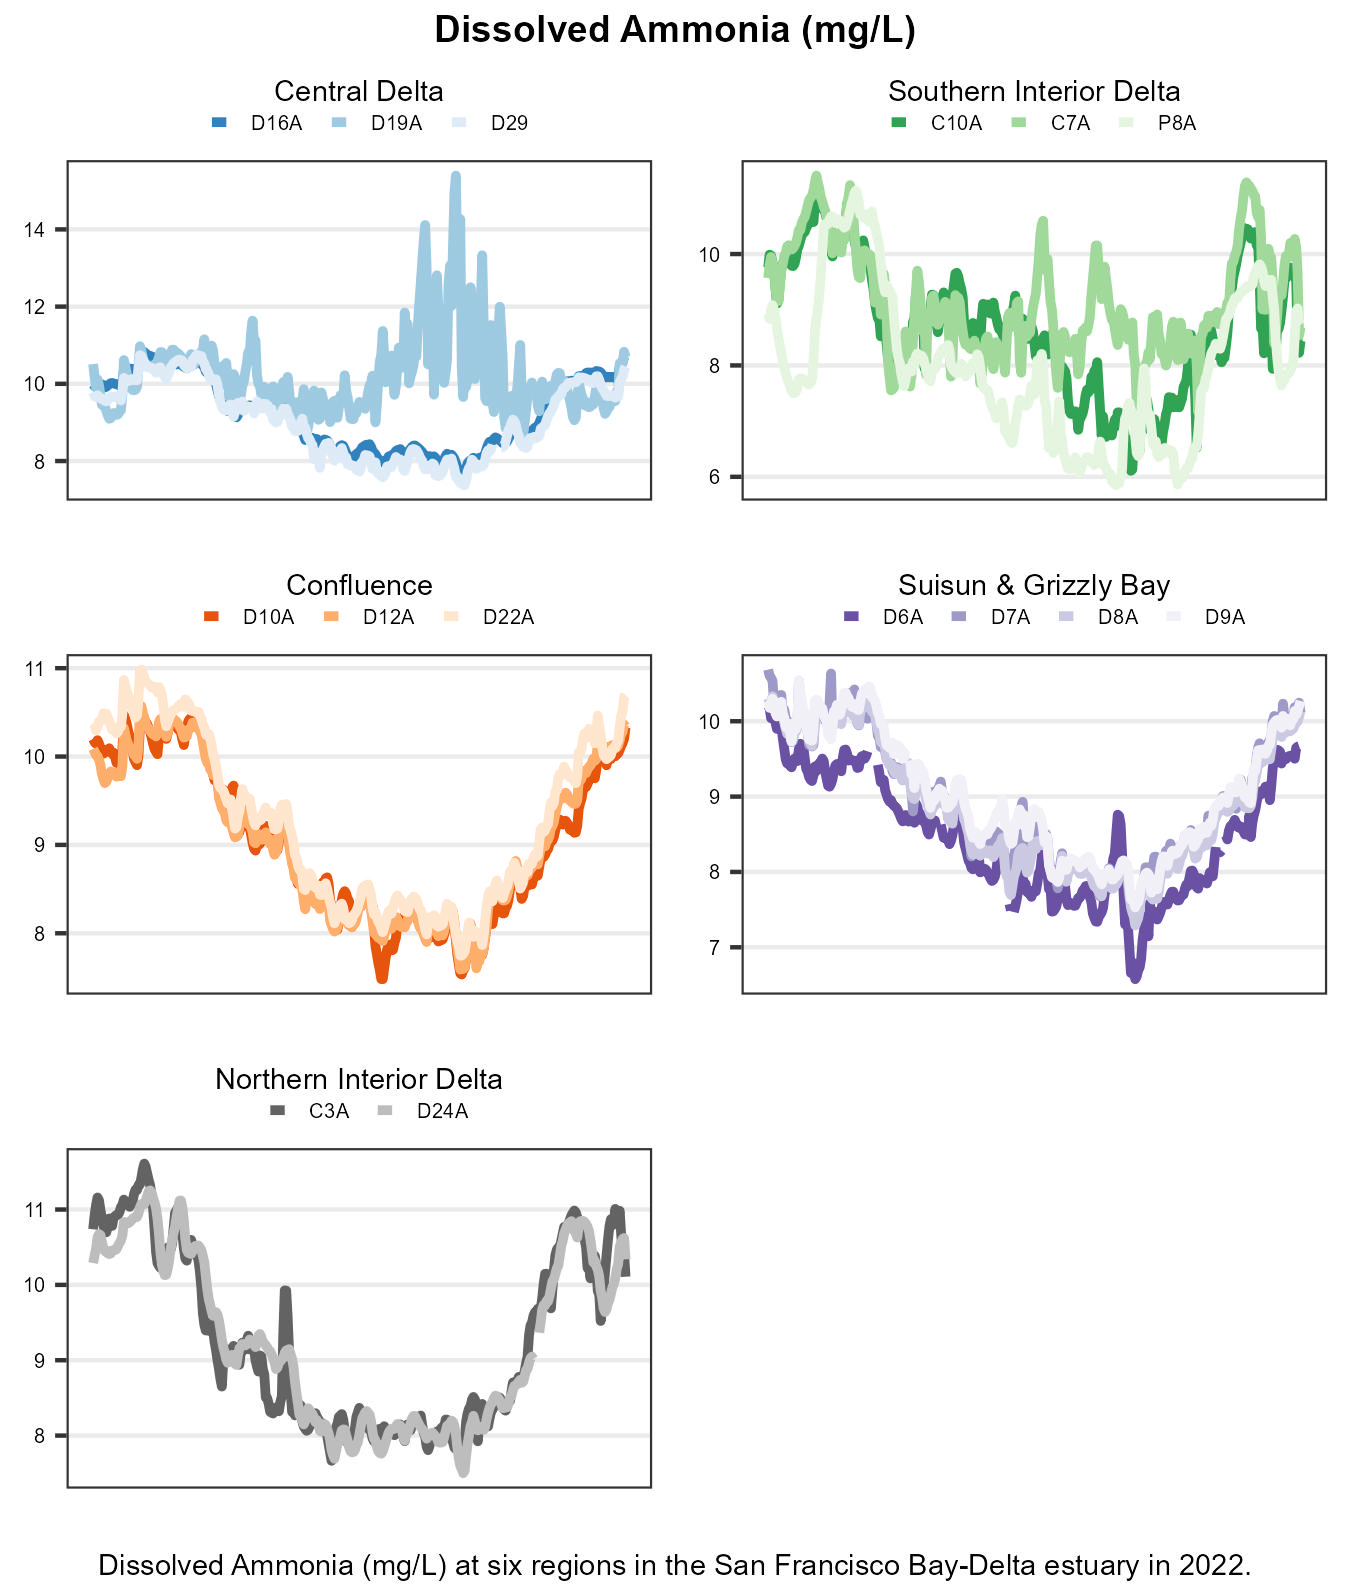 Dissolved Ammonia (mg/L)
Central Delta
D16A D19A D29
14
12
10
8
Southern Interior Delta
C10A C7A P8A
10
8
6
Confluence
D10A D12A D22A
11
10
9
8
Suisun & Grizzly Bay
D6A D7A D8A D9A
10
9
8
7
Northern Interior Delta
C3A D24A
11
10
9
8
Dissolved Ammonia (mg/L) at six regions in the San Francisco Bay-Delta estuary in 2022.